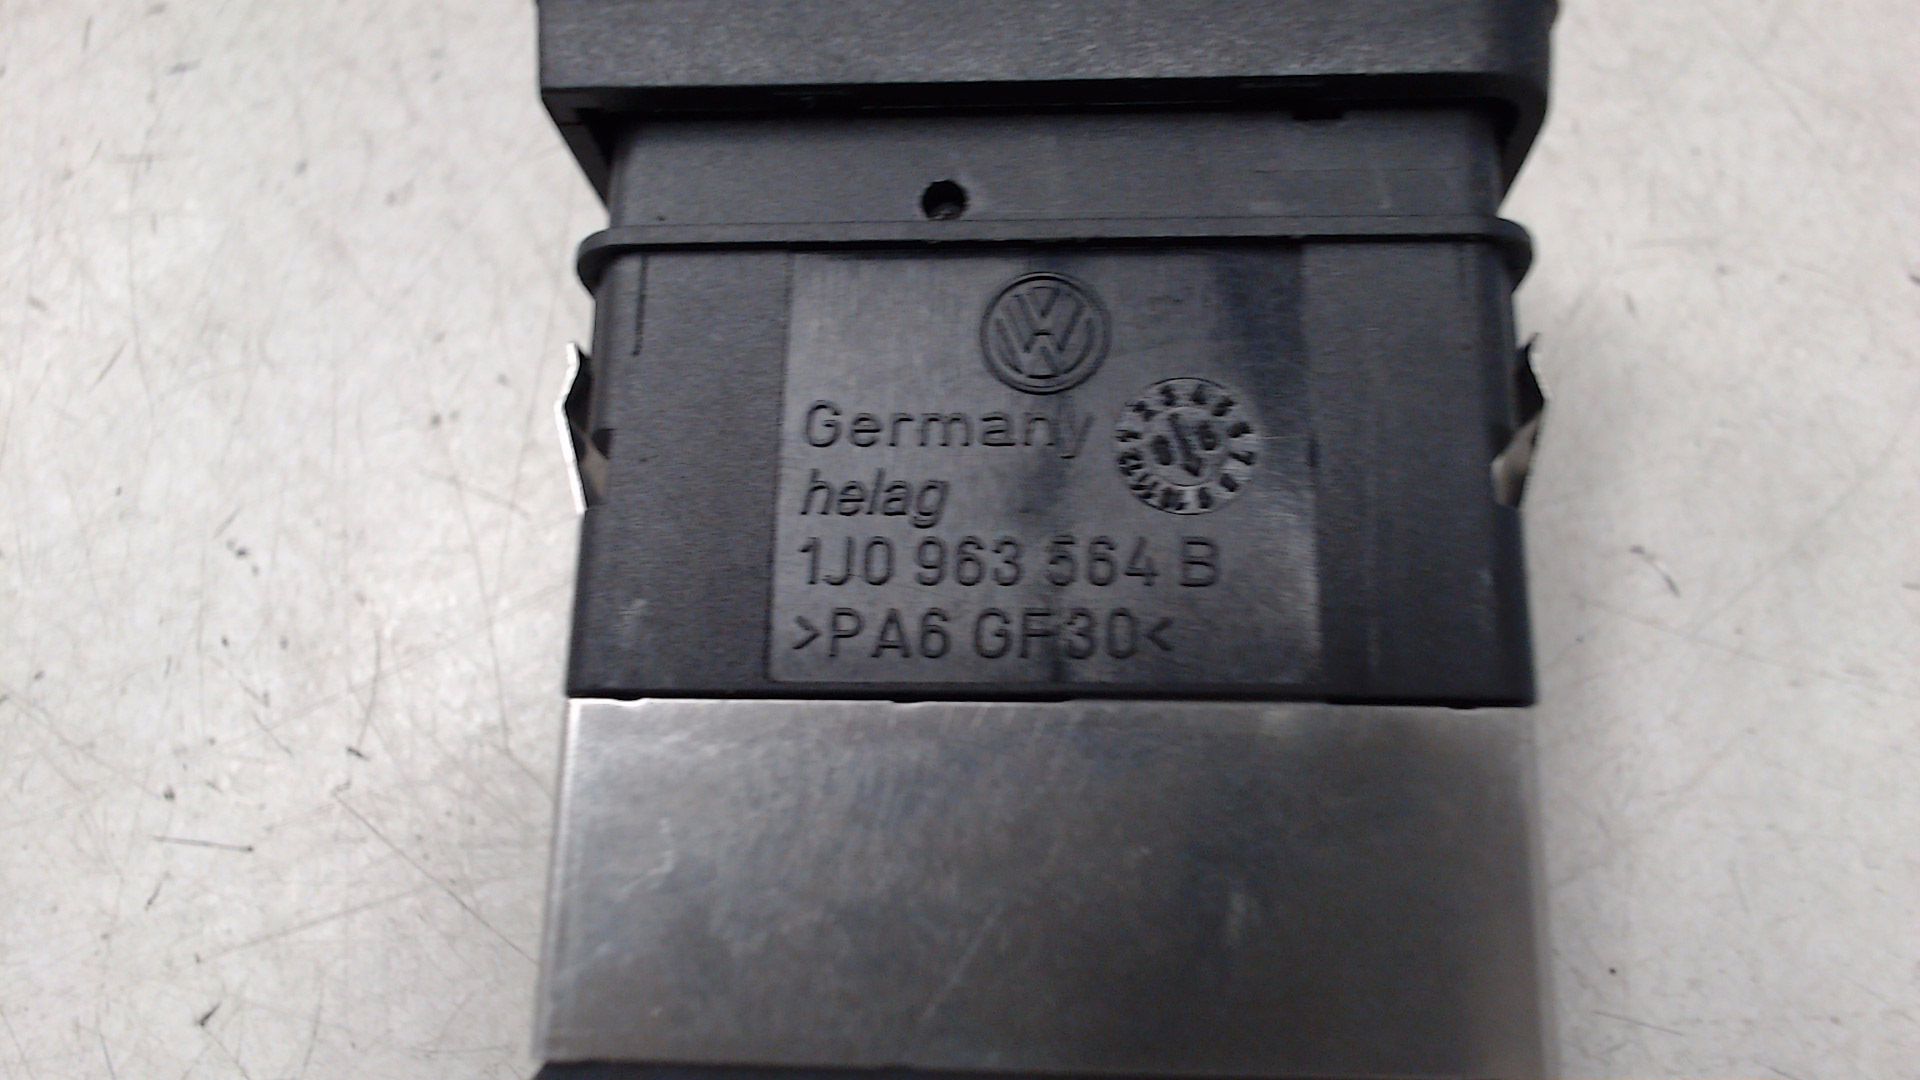 Germany
helag
1J0 963 564 B
>PA6 GF30<